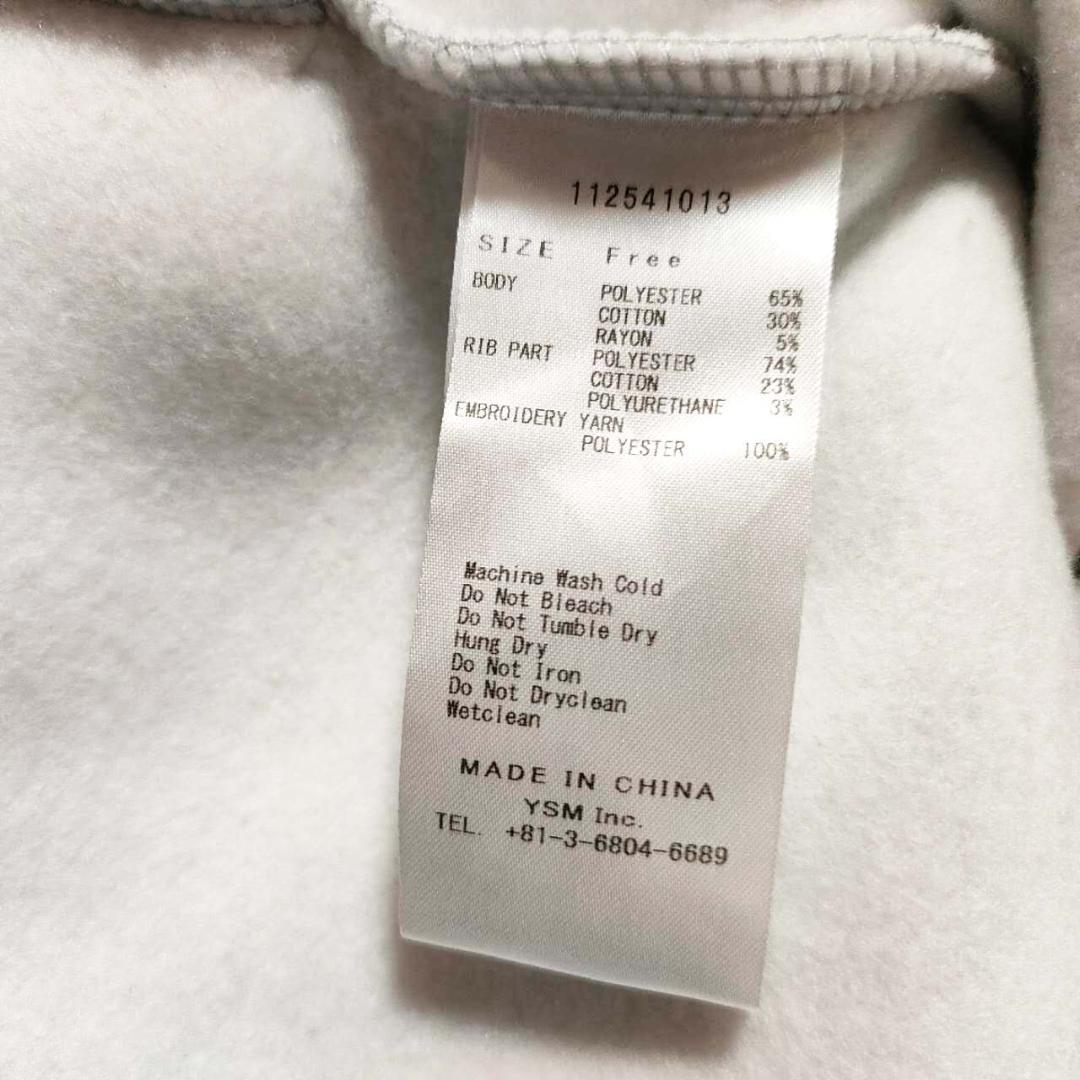 112541013
SIZE Free
BODY
POLYESTER 65%
COTTON 30%
RAYON 5%
RIB PART POLYESTER 74%
COTTON 23%
POLYURETHANE 3%
EMBROIDERY YARN
POLYESTER 100%
Machine Wash Cold
Do Not Bleach
Do Not Tumble Dry
Hung Dry
Do Not Iron
Do Not Dryclean
Wetclean
MADE IN CHINA
YSM Inc.
TEL. +81-3-6804-6689